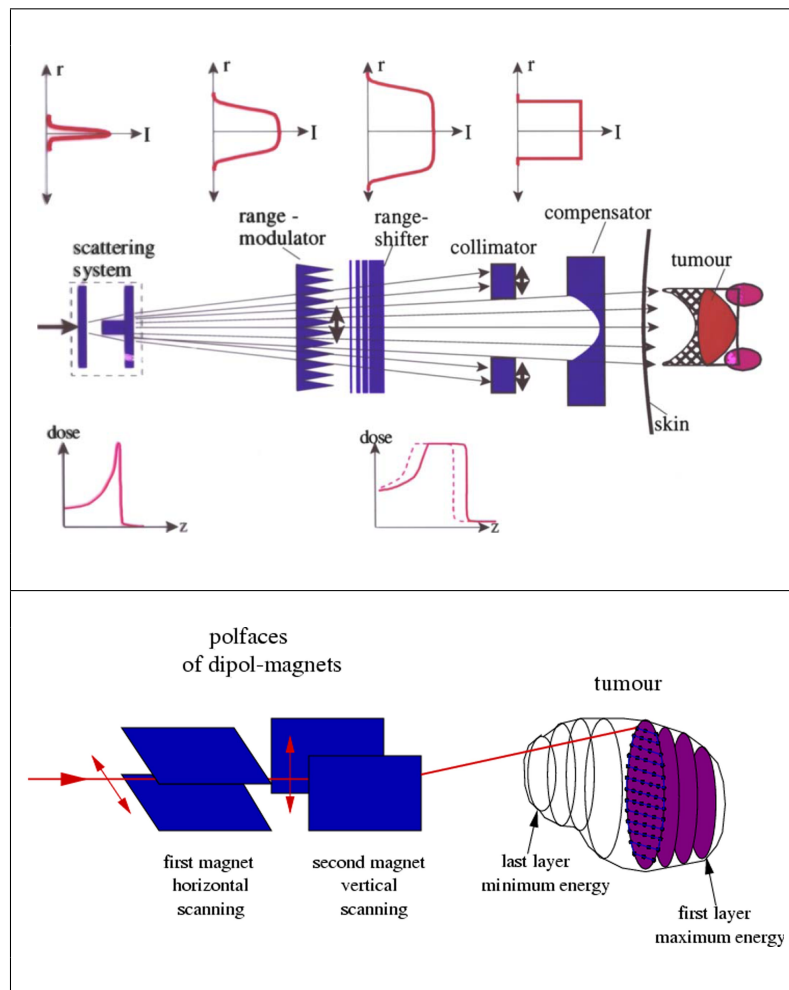 r
I
r
I
r
I
r
I
scattering
system
range -
modulator
range-
shifter
collimator
compensator
tumour
skin
dose
z
dose
z
polfaces
of dipol-magnets
tumour
first magnet
horizontal
scanning
second magnet
vertical
scanning
last layer
minimum energy
first layer
maximum energy